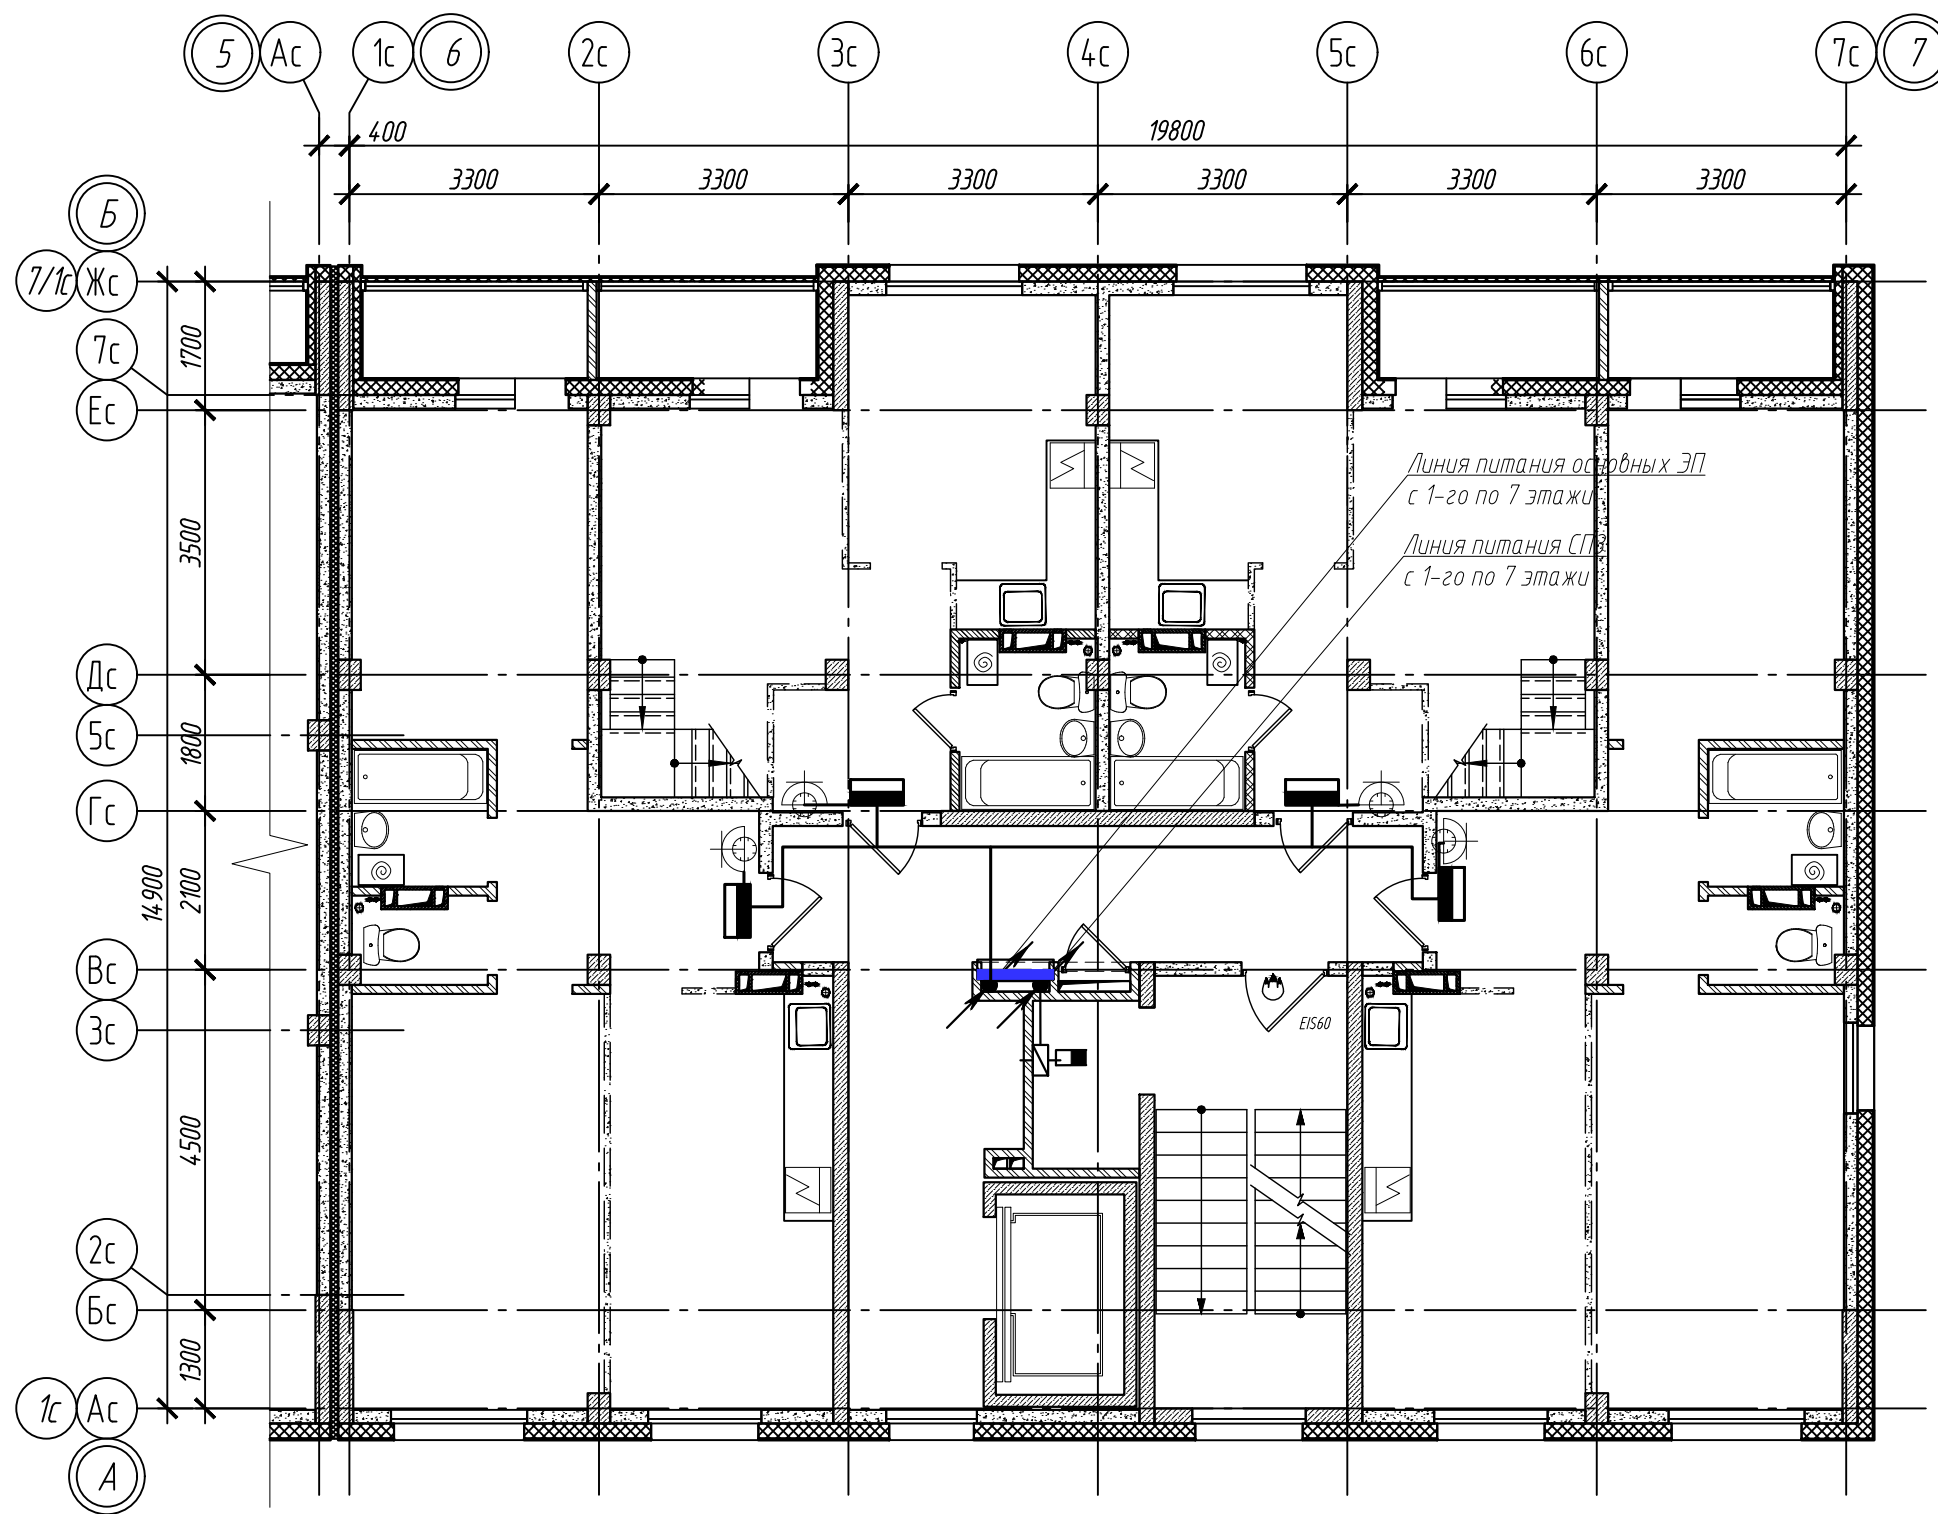 5 Ас 1с 6 2с 3с 4с 5с 6с 7с 7
400 19800
3300 3300 3300 3300 3300 3300
Б
7/1с Жс
7с
Ес
Дс
5с
Гс
Вс
3с
2с
Бс
1с Ас
А
1700
3500
1800
2100
14900
4500
1300
Линия питания основных ЭП
с 1-го по 7 этажи
Линия питания СПЗ
с 1-го по 7 этажи
EIS60